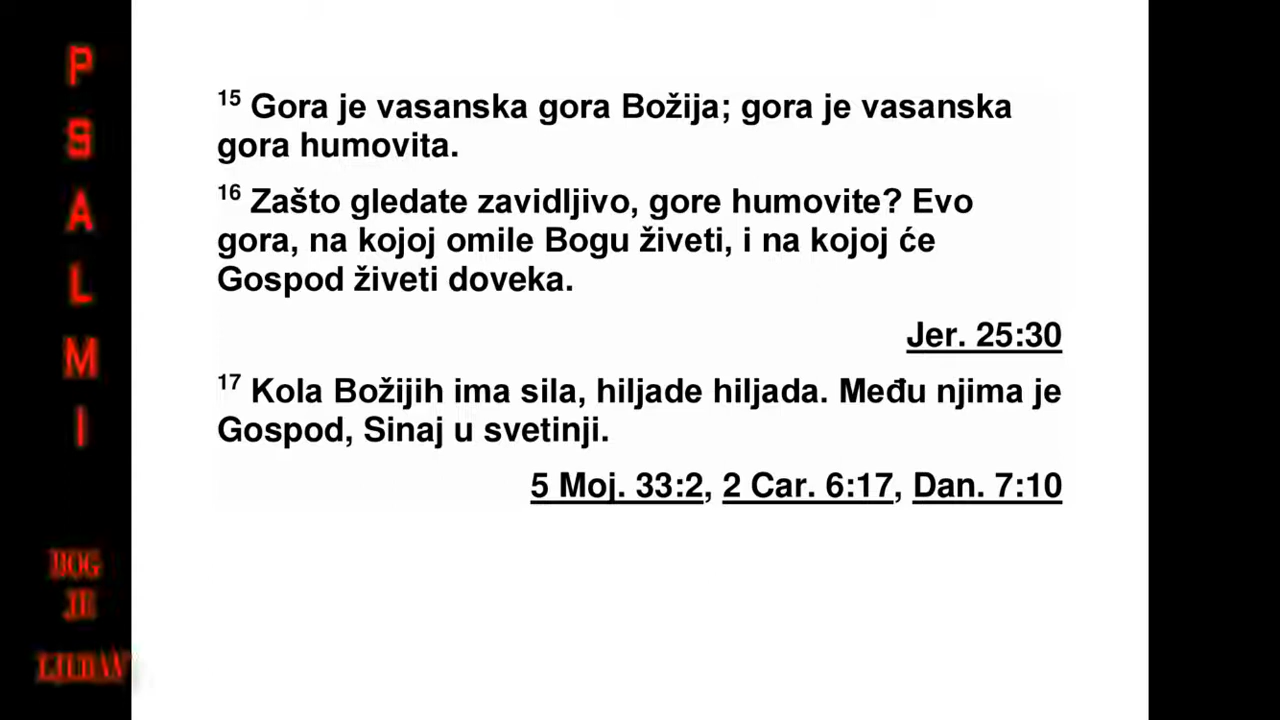 P
S
A
L
M
I
BOG
JE
LJUBAV
15 Gora je vasanska gora Božija; gora je vasanska
gora humovita.
16 Zašto gledate zavidljivo, gore humovite? Evo
gora, na kojoj omile Bogu živeti, i na kojoj će
Gospod živeti doveka.
Jer. 25:30
17 Kola Božijih ima sila, hiljade hiljada. Među njima je
Gospod, Sinaj u svetinji.
5 Moj. 33:2, 2 Car. 6:17, Dan. 7:10